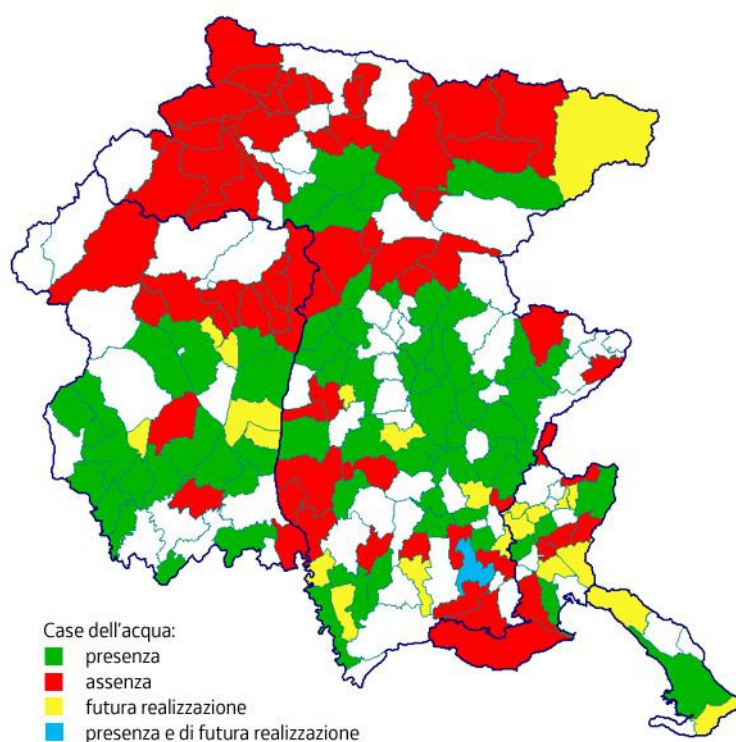 Case dell'acqua:
presenza
assenza
futura realizzazione
presenza e di futura realizzazione